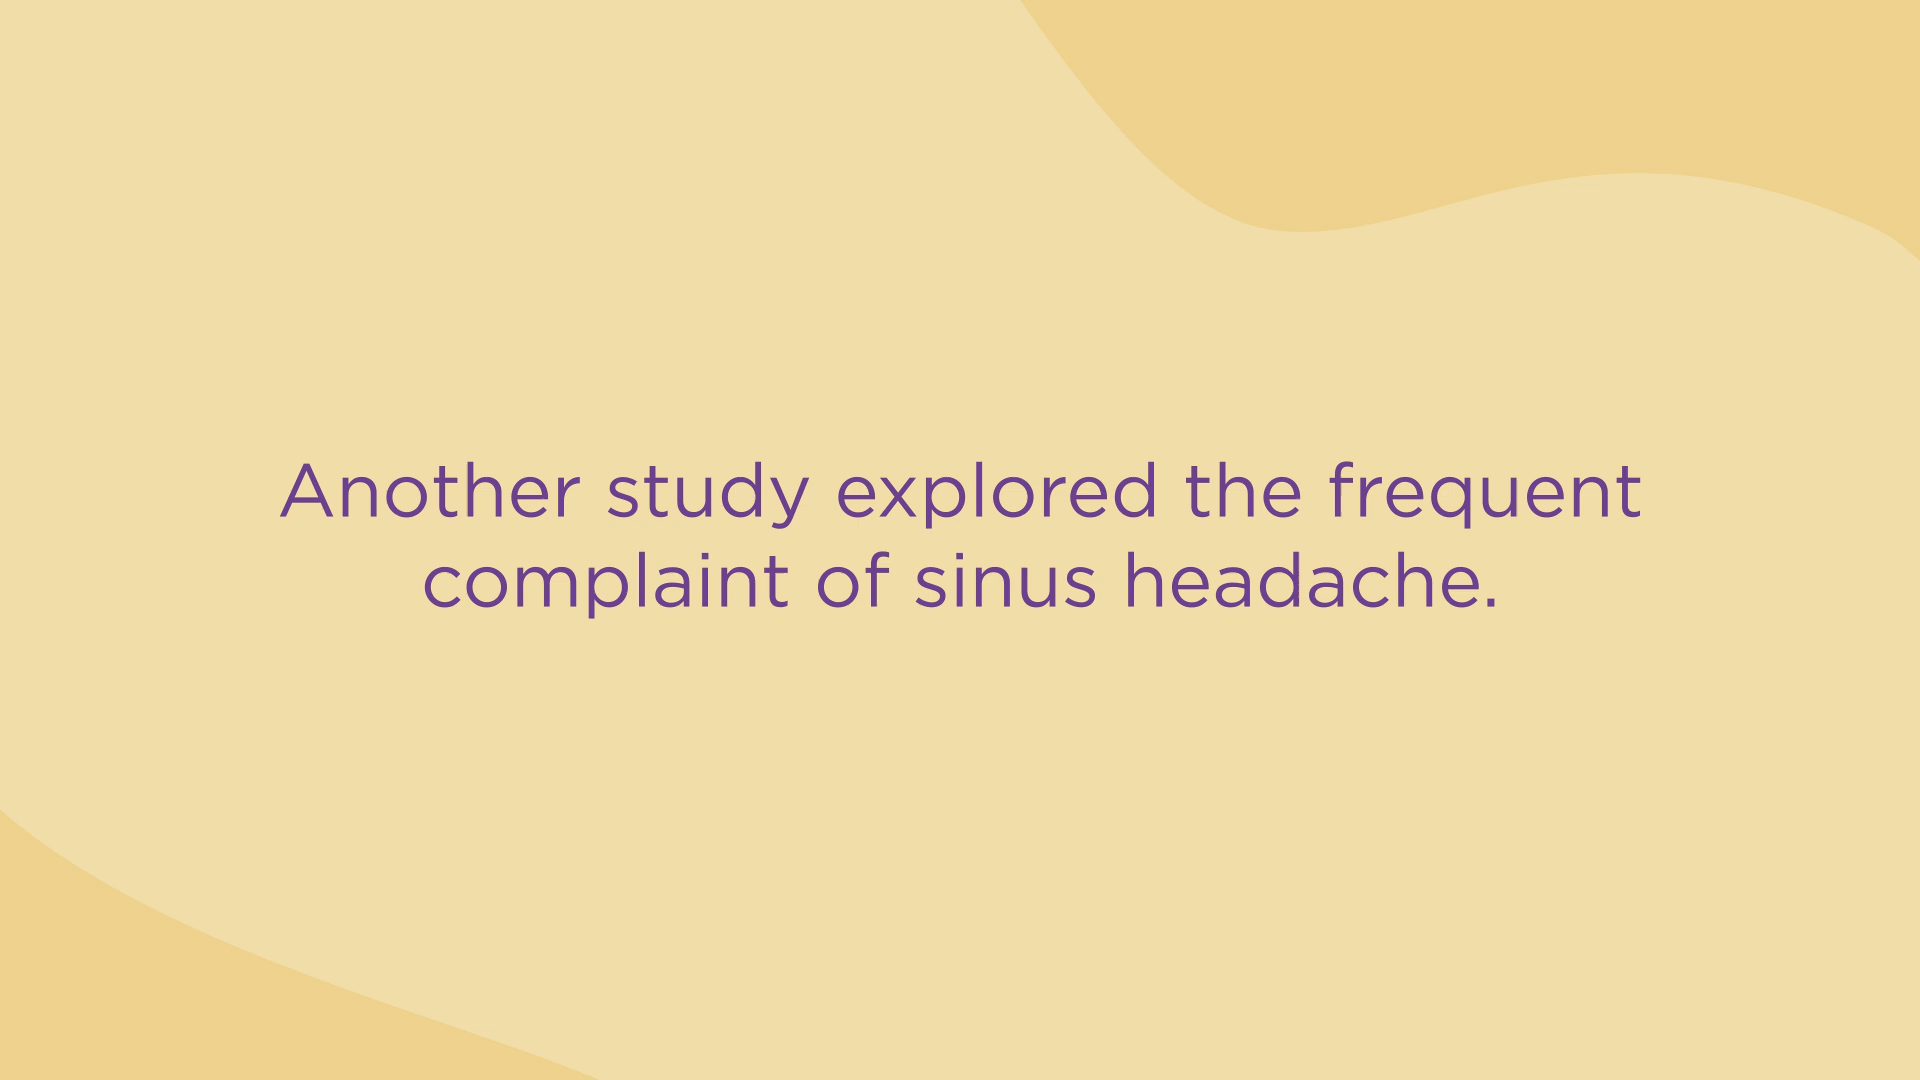 Another study explored the frequent
complaint of sinus headache.